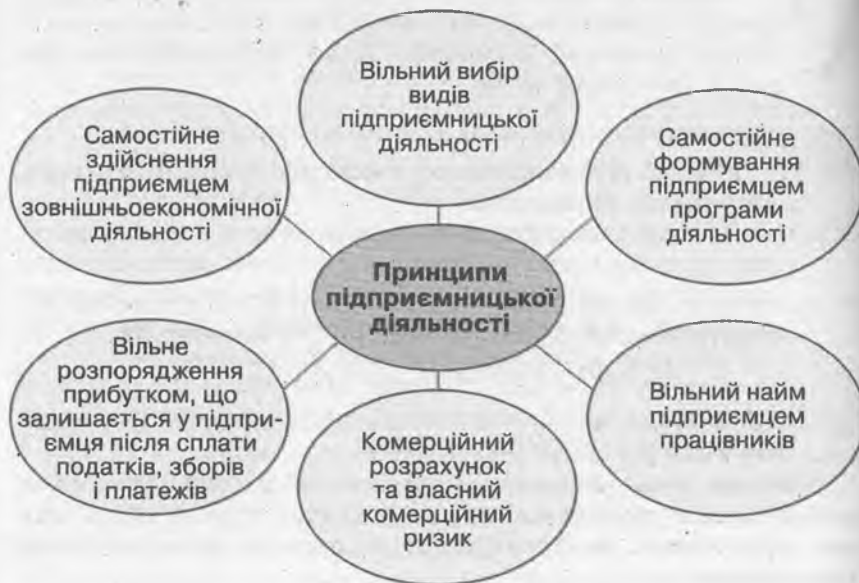 Вільний вибір
видів
підприємницької
діяльності
Самостійне
здійснення
підприємцем
зовнішньоекономічної
діяльності
Самостійне
формування
підприємцем
програми
діяльності
Принципи
підприємницької
діяльності
Вільне
розпорядження
прибутком, що
залишається у підпри-
ємця після сплати
податків, зборів
і платежів
Комерційний
розрахунок
та власний
комерційний
ризик
Вільний найм
підприємцем
працівників